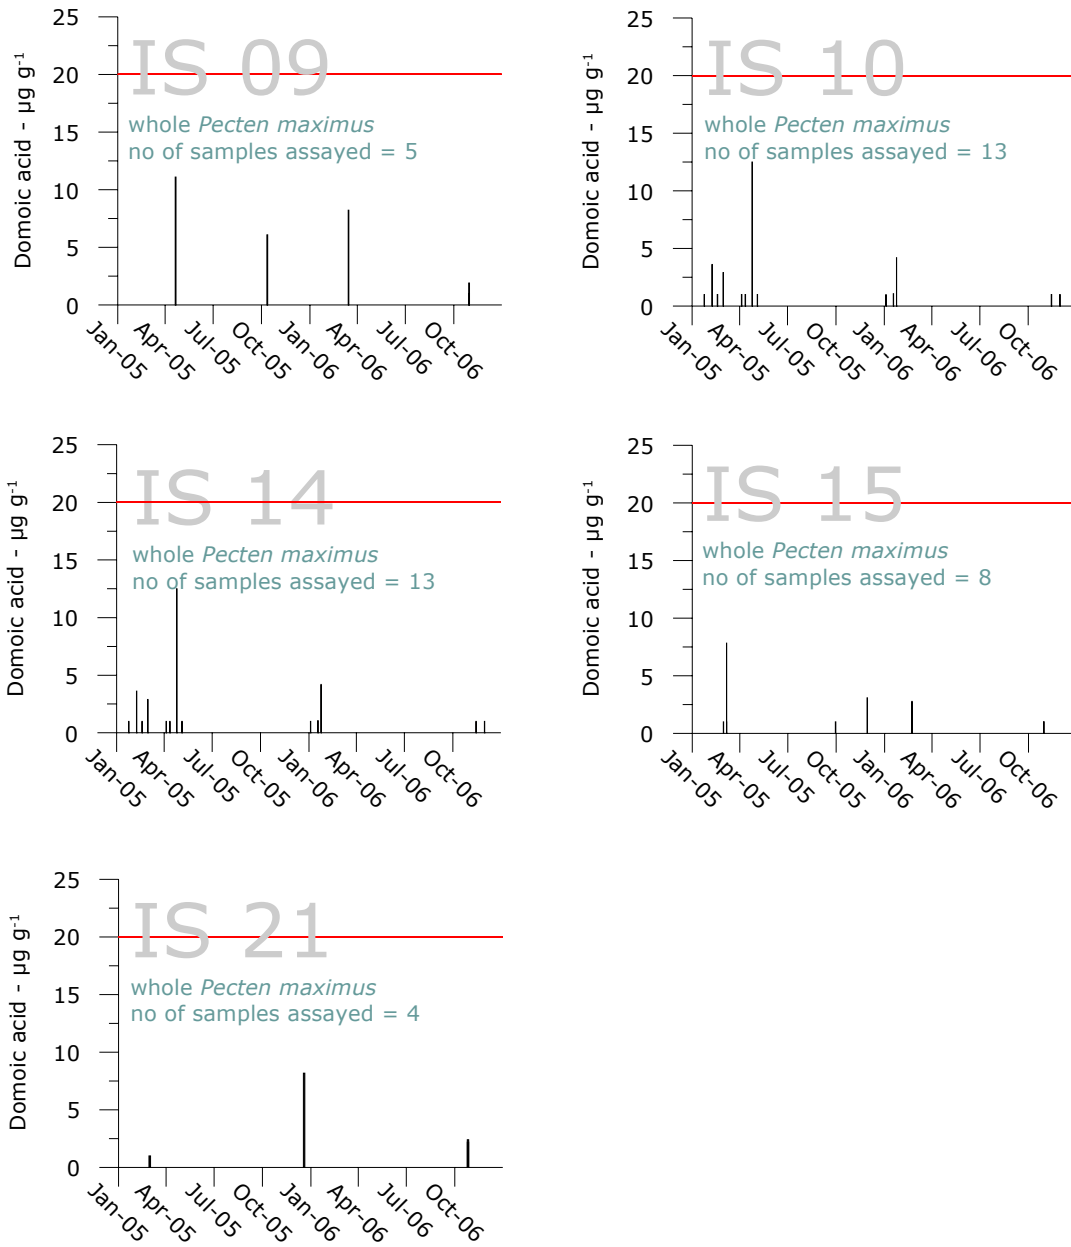 IS 09
whole Pecten maximus
no of samples assayed = 5
Domoic acid - µg g-1
25
20
15
10
5
0
Jan-05
Apr-05
Jul-05
Oct-05
Jan-06
Apr-06
Jul-06
Oct-06
IS 10
whole Pecten maximus
no of samples assayed = 13
Domoic acid - µg g-1
25
20
15
10
5
0
Jan-05
Apr-05
Jul-05
Oct-05
Jan-06
Apr-06
Jul-06
Oct-06
IS 14
whole Pecten maximus
no of samples assayed = 13
Domoic acid - µg g-1
25
20
15
10
5
0
Jan-05
Apr-05
Jul-05
Oct-05
Jan-06
Apr-06
Jul-06
Oct-06
IS 15
whole Pecten maximus
no of samples assayed = 8
Domoic acid - µg g-1
25
20
15
10
5
0
Jan-05
Apr-05
Jul-05
Oct-05
Jan-06
Apr-06
Jul-06
Oct-06
IS 21
whole Pecten maximus
no of samples assayed = 4
Domoic acid - µg g-1
25
20
15
10
5
0
Jan-05
Apr-05
Jul-05
Oct-05
Jan-06
Apr-06
Jul-06
Oct-06